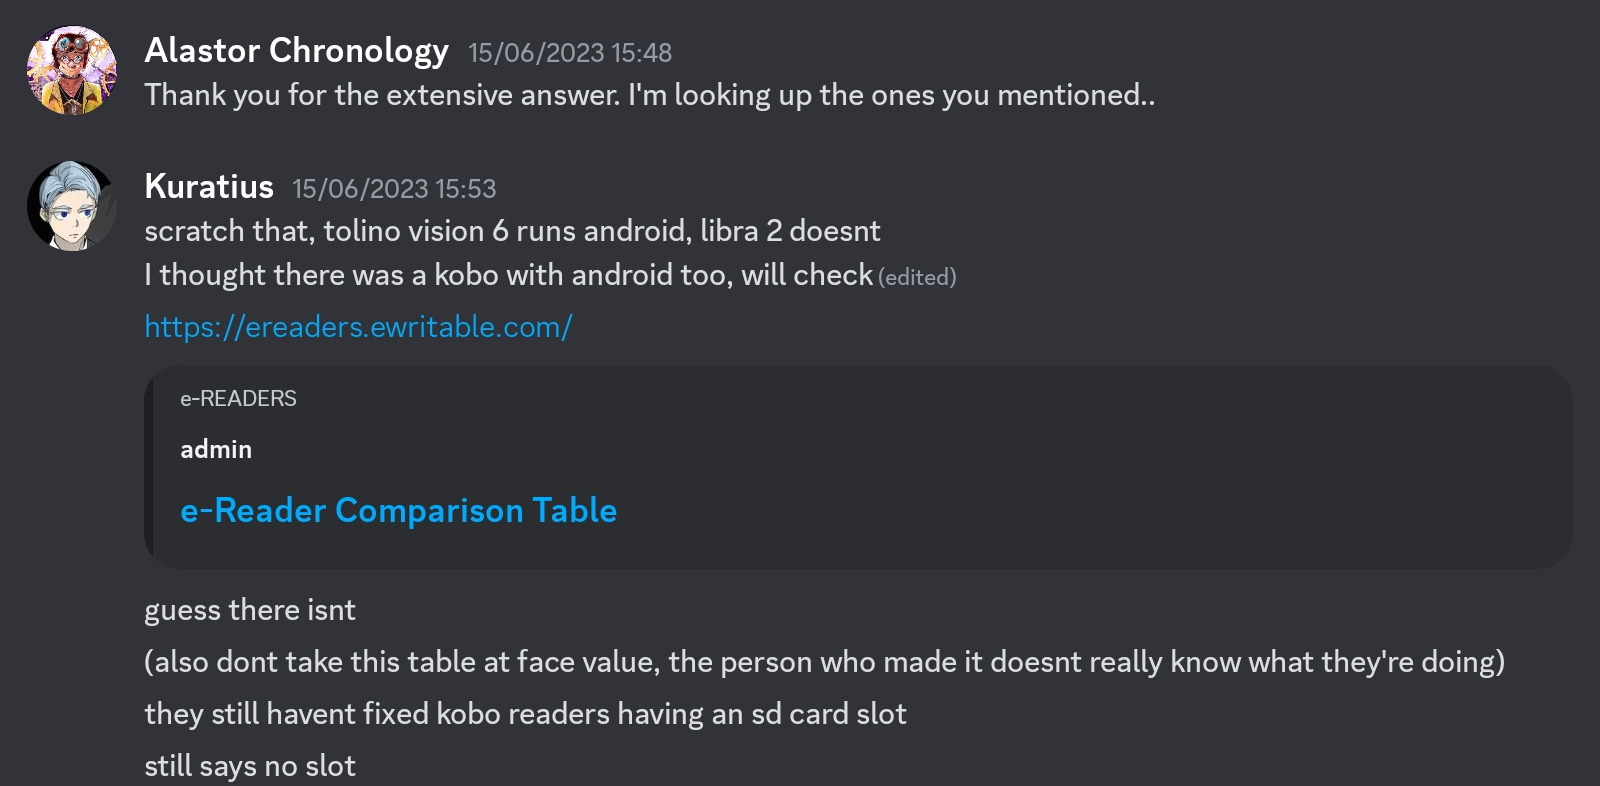 Alastor Chronology 15/06/2023 15:48
Thank you for the extensive answer. I'm looking up the ones you mentioned..
Kuratius 15/06/2023 15:53
scratch that, tolino vision 6 runs android, libra 2 doesnt
I thought there was a kobo with android too, will check (edited)
https://ereaders.ewritable.com/
e-READERS
admin
e-Reader Comparison Table
guess there isnt
(also dont take this table at face value, the person who made it doesnt really know what they're doing)
they still havent fixed kobo readers having an sd card slot
still says no slot